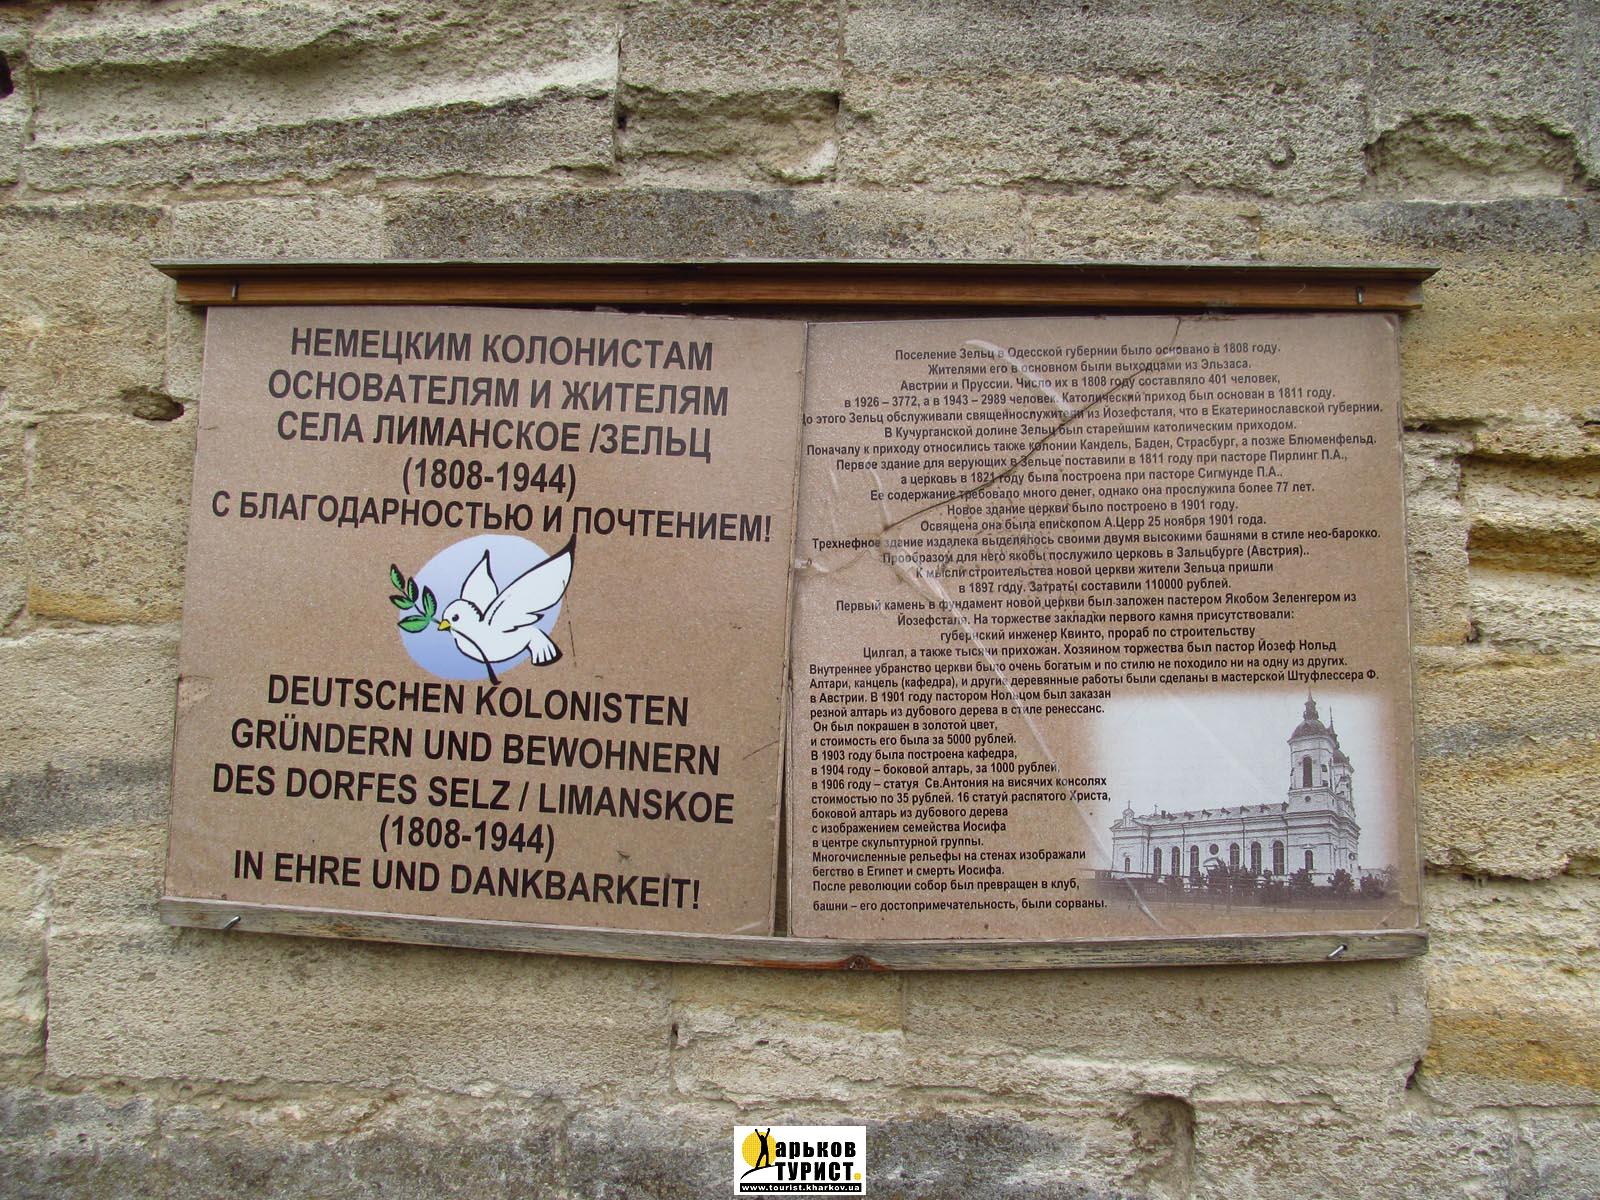 НЕМЕЦКИМ КОЛОНИСТАМ
ОСНОВАТЕЛЯМ И ЖИТЕЛЯМ
СЕЛА ЛИМАНСКОЕ /ЗЕЛЬЦ
(1808-1944)
С БЛАГОДАРНОСТЬЮ И ПОЧТЕНИЕМ!
DEUTSCHEN KOLONISTEN
GRÜNDERN UND BEWOHNERN
DES DORFES SELZ / LIMANSKOE
(1808-1944)
IN EHRE UND DANKBARKEIT!
Поселение Зельц в Одесской губернии было основано в 1808 году.
Жителями его в основном были выходцами из Эльзаса.
Австрии и Пруссии. Число их в 1808 году составляло 401 человек,
в 1926 – 3772, а в 1943 – 2989 человек. Католический приход был основан в 1811 году.
До этого Зельц обслуживали священнослужители из Йозефсталя, что в Екатеринославской губернии.
В Кучурганской долине Зельц был старейшим католическим приходом.
Поначалу к приходу относились также колонии Кандель, Баден, Страсбург, а позже Блюменфельд.
Первое здание для верующих в Зельце поставили в 1811 году при пасторе Пирлинг П.А.,
а церковь в 1821 году была построена при пасторе Сигмунде П.А.,
Ее содержание требовало много денег, однако она прослужила более 77 лет.
Новое здание церкви было построено в 1901 году.
Освящена она была епископом А.Церр 25 ноября 1901 года.
Трехнефное здание издалека выделялось своими двумя высокими башнями в стиле нео-барокко.
Прообразом для него якобы послужило церковь в Зальцбурге (Австрия)..
К мысли строительства новой церкви жители Зельца пришли
в 1897 году. Затраты составили 110000 рублей.
Первый камень в фундамент новой церкви был заложен пастером Якобом Зеленгером из
Иозефсталя. На торжестве закладки первого камня присутствовали:
губернский инженер Квинто, прораб по строительству
Цилгал, а также тысячи прихожан. Хозяином торжества был пастор Йозеф Нольд
Внутреннее убранство церкви было очень богатым и по стилю не походило ни на одну из других.
Алтари, канцель (кафедра), и другие деревянные работы были сделаны в мастерской Штуфлессера Ф.
в Австрии. В 1901 году пастором Нольцом был заказан
резной алтарь из дубового дерева в стиле ренессанс.
Он был покрашен в золотой цвет,
и стоимость его была за 5000 рублей.
В 1903 году была построена кафедра,
в 1904 году – боковой алтарь, за 1000 рублей,
в 1906 году – статуя Св.Антония на висячих консолях
стоимостью по 35 рублей. 16 статуй распятого Христа,
боковой алтарь из дубового дерева
с изображением семейства Иосифа
в центре скульптурной группы.
Многочисленные рельефы на стенах изображали
бегство в Египет и смерть Иосифа.
После революции собор был превращен в клуб,
башни – его достопримечательность, были сорваны.
Харьков
ТУРИСТ.
www.tourist.kharkov.ua